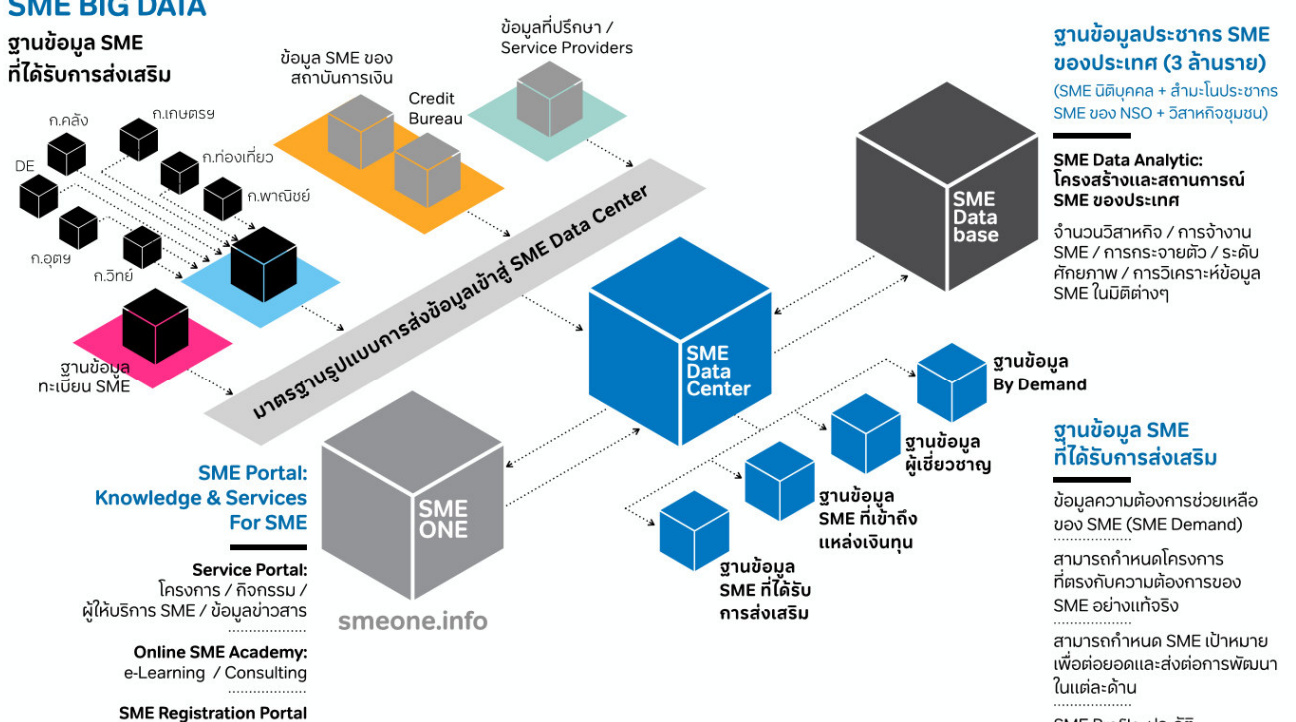 SME BIG DATA
ฐานข้อมูล SME
ที่ได้รับการส่งเสริม
ก.คลัง
ก.เกษตรฯ
DE
ก.ท่องเที่ยว
ก.พาณิชย์
ก.อุตฯ
ก.วิทย์
ฐานข้อมูล
ทะเบียน SME
ข้อมูล SME ของ
สถาบันการเงิน
Credit
Bureau
ข้อมูลที่ปรึกษา /
Service Providers
มาตรฐานรูปแบบการส่งข้อมูลเข้าสู่ SME Data Center
SME
Data
base
SME
Data
Center
SME
ONE
smeone.info
ฐานข้อมูล
By Demand
ฐานข้อมูล
ผู้เชี่ยวชาญ
ฐานข้อมูล
SME ที่เข้าถึง
แหล่งเงินทุน
ฐานข้อมูล
SME ที่ได้รับ
การส่งเสริม
SME Portal:
Knowledge & Services
For SME
Service Portal:
โครงการ / กิจกรรม /
ผู้ให้บริการ SME / ข้อมูลข่าวสาร
Online SME Academy:
e-Learning / Consulting
SME Registration Portal
ฐานข้อมูลประชากร SME
ของประเทศ (3 ล้านราย)
(SME นิติบุคคล + สำมะโนประชากร
SME ของ NSO + วิสาหกิจชุมชน)
SME Data Analytic:
โครงสร้างและสถานการณ์
SME ของประเทศ
จำนวนวิสาหกิจ / การจ้างาน
SME / การกระจายตัว / ระดับ
ศักยภาพ / การวิเคราะห์ข้อมูล
SME ในมิติต่างๆ
ฐานข้อมูล SME
ที่ได้รับการส่งเสริม
ข้อมูลความต้องการช่วยเหลือ
ของ SME (SME Demand)
สามารถกำหนดโครงการ
ที่ตรงกับความต้องการของ
SME อย่างแท้จริง
สามารถกำหนด SME เป้าหมาย
เพื่อต่อยอดและส่งต่อการพัฒนา
ในแต่ละด้าน